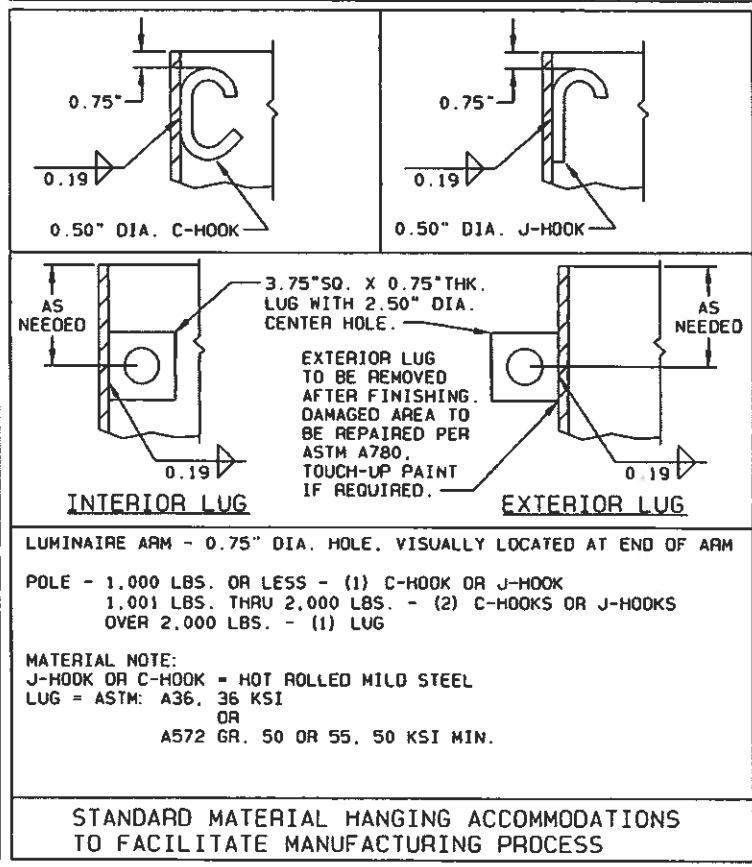 0.75"
0.19
0.50" DIA. C-HOOK
0.75"
0.19
0.50" DIA. J-HOOK
AS
NEEDED
3.75"SQ. X 0.75"THK.
LUG WITH 2.50" DIA.
CENTER HOLE.
AS
NEEDED
EXTERIOR LUG
TO BE REMOVED
AFTER FINISHING.
DAMAGED AREA TO
BE REPAIRED PER
ASTM A780.
TOUCH-UP PAINT
IF REQUIRED.
0.19
INTERIOR LUG
0.19
EXTERIOR LUG
LUMINAIRE ARM - 0.75" DIA. HOLE, VISUALLY LOCATED AT END OF ARM
POLE - 1,000 LBS. OR LESS - (1) C-HOOK OR J-HOOK
1,001 LBS. THRU 2,000 LBS. - (2) C-HOOKS OR J-HOOKS
OVER 2,000 LBS. - (1) LUG
MATERIAL NOTE:
J-HOOK OR C-HOOK = HOT ROLLED MILD STEEL
LUG = ASTM: A36, 36 KSI
OR
A572 GR. 50 OR 55, 50 KSI MIN.
STANDARD MATERIAL HANGING ACCOMMODATIONS
TO FACILITATE MANUFACTURING PROCESS